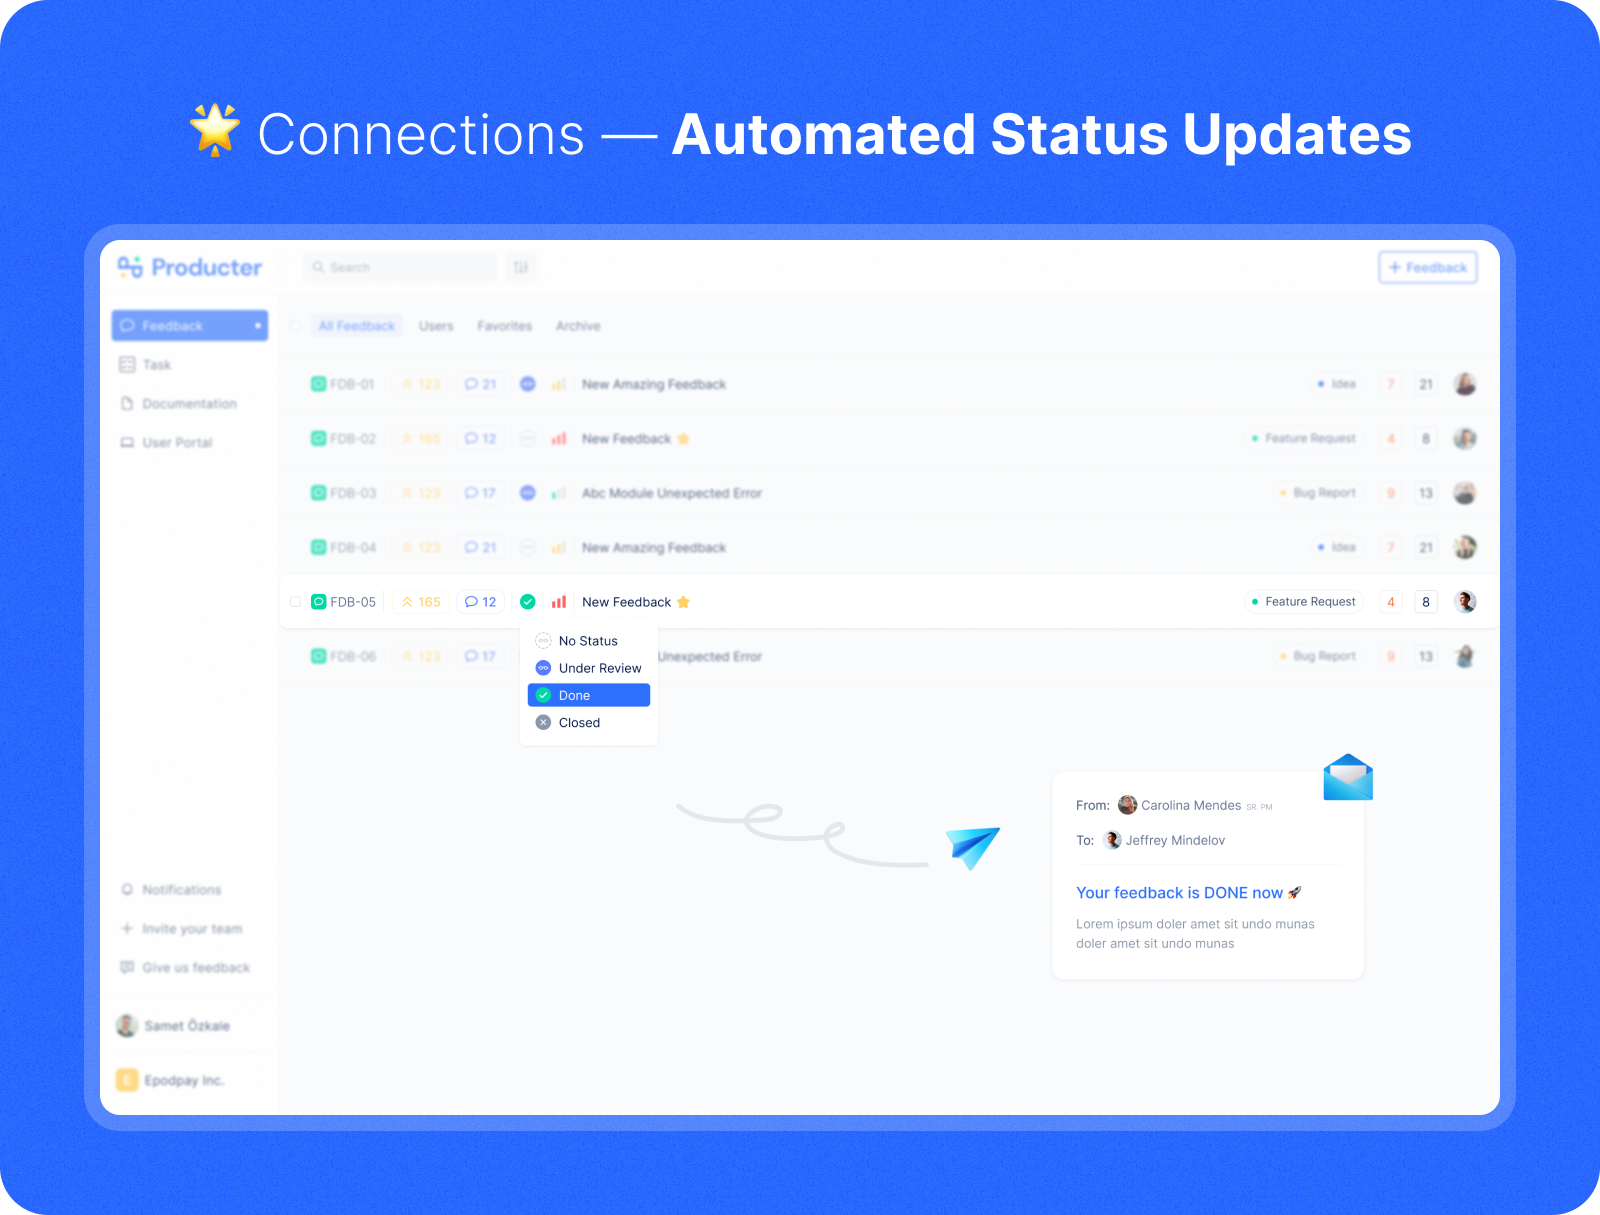 Connections — Automated Status Updates
Producter
Search
+ Feedback
Feedback
Task
Documentation
User Portal
All Feedback Users Favorites Archive
FDB-01 123 21 New Amazing Feedback Idea 7 21
FDB-02 165 12 New Feedback Feature Request 4 8
FDB-03 123 17 Abc Module Unexpected Error Bug Report 9 13
FDB-04 123 21 New Amazing Feedback Idea 7 21
FDB-05 165 12 New Feedback Feature Request 4 8
FDB-06 123 17 Unexpected Error Bug Report 9 13
No Status
Under Review
Done
Closed
From: Carolina Mendes SR. PM
To: Jeffrey Mindelov
Your feedback is DONE now 🚀
Lorem ipsum doler amet sit undo munas
doler amet sit undo munas
Notifications
Invite your team
Give us feedback
Samet Özkale
E Epodpay Inc.